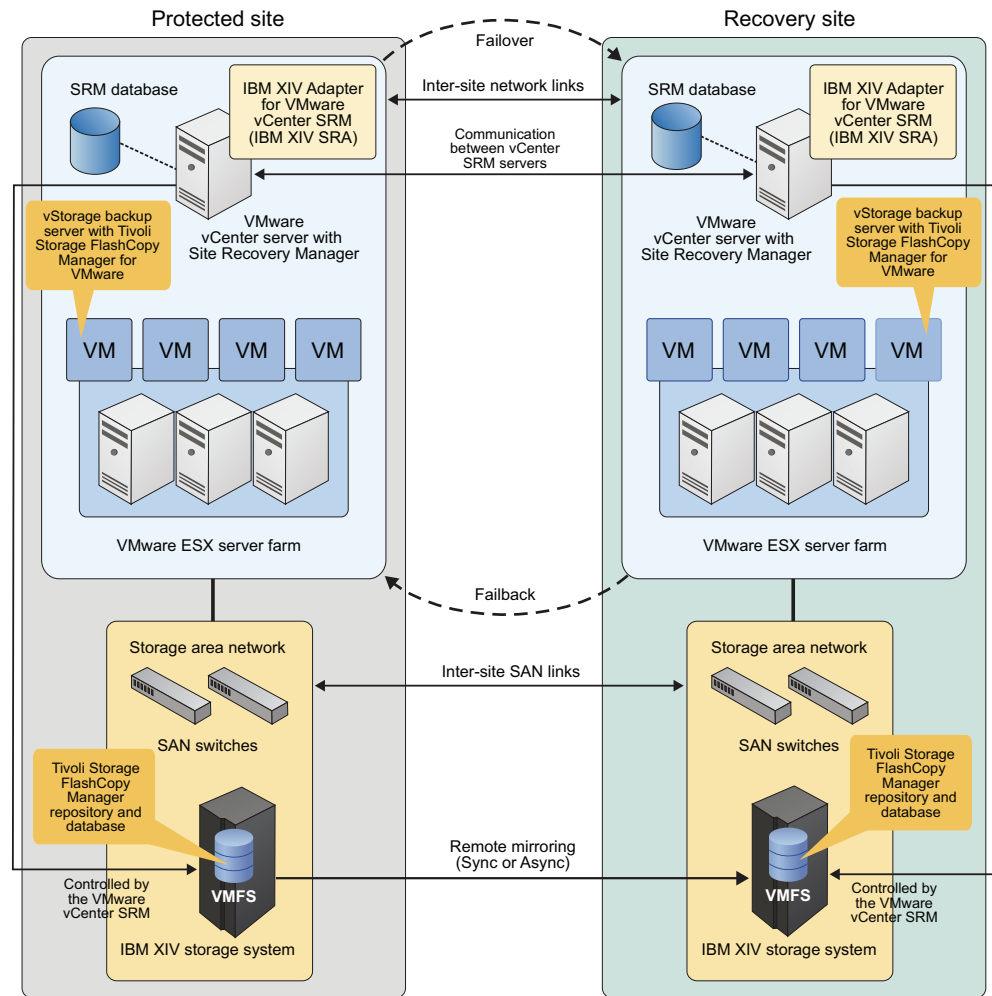 Protected site
Recovery site
Failover
SRM database
IBM XIV Adapter
for VMware
vCenter SRM
(IBM XIV SRA)
Inter-site network links
SRM database
IBM XIV Adapter
for VMware
vCenter SRM
(IBM XIV SRA)
Communication
between vCenter
SRM servers
vStorage backup
server with Tivoli
Storage FlashCopy
Manager for
VMware
VMware
vCenter server with
Site Recovery Manager
VMware
vCenter server with
Site Recovery Manager
vStorage backup
server with Tivoli
Storage FlashCopy
Manager for
VMware
VM
VM
VM
VM
VM
VM
VM
VM
VMware ESX server farm
VMware ESX server farm
Failback
Storage area network
Inter-site SAN links
Storage area network
SAN switches
SAN switches
Tivoli Storage
FlashCopy
Manager
repository and
database
Tivoli Storage
FlashCopy
Manager
repository and
database
Remote mirroring
(Sync or Async)
VMFS
VMFS
Controlled by
the VMware
vCenter SRM
Controlled by
the VMware
vCenter SRM
IBM XIV storage system
IBM XIV storage system